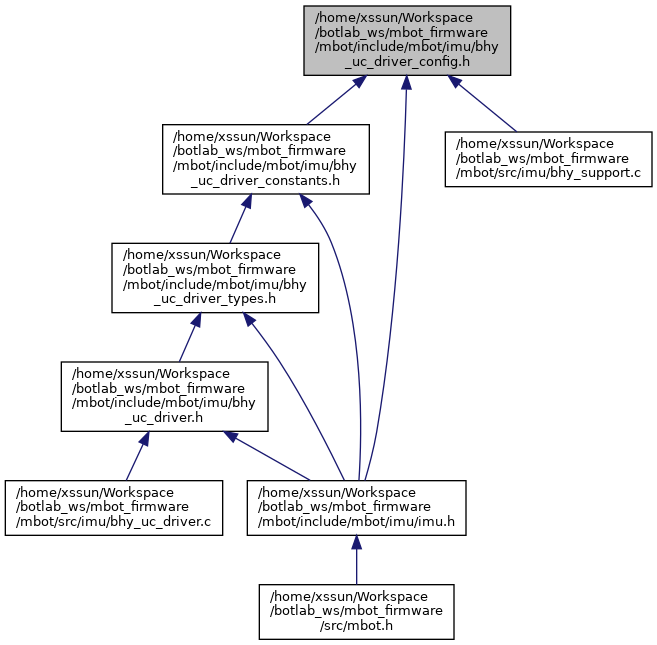 /home/xssun/Workspace
/botlab_ws/mbot_firmware
/mbot/include/mbot/imu/bhy
_uc_driver_config.h
/home/xssun/Workspace
/botlab_ws/mbot_firmware
/mbot/include/mbot/imu/bhy
_uc_driver_constants.h
/home/xssun/Workspace
/botlab_ws/mbot_firmware
/mbot/src/imu/bhy_support.c
/home/xssun/Workspace
/botlab_ws/mbot_firmware
/mbot/include/mbot/imu/bhy
_uc_driver_types.h
/home/xssun/Workspace
/botlab_ws/mbot_firmware
/mbot/include/mbot/imu/bhy
_uc_driver.h
/home/xssun/Workspace
/botlab_ws/mbot_firmware
/mbot/src/imu/bhy_uc_driver.c
/home/xssun/Workspace
/botlab_ws/mbot_firmware
/mbot/include/mbot/imu/imu.h
/home/xssun/Workspace
/botlab_ws/mbot_firmware
/src/mbot.h